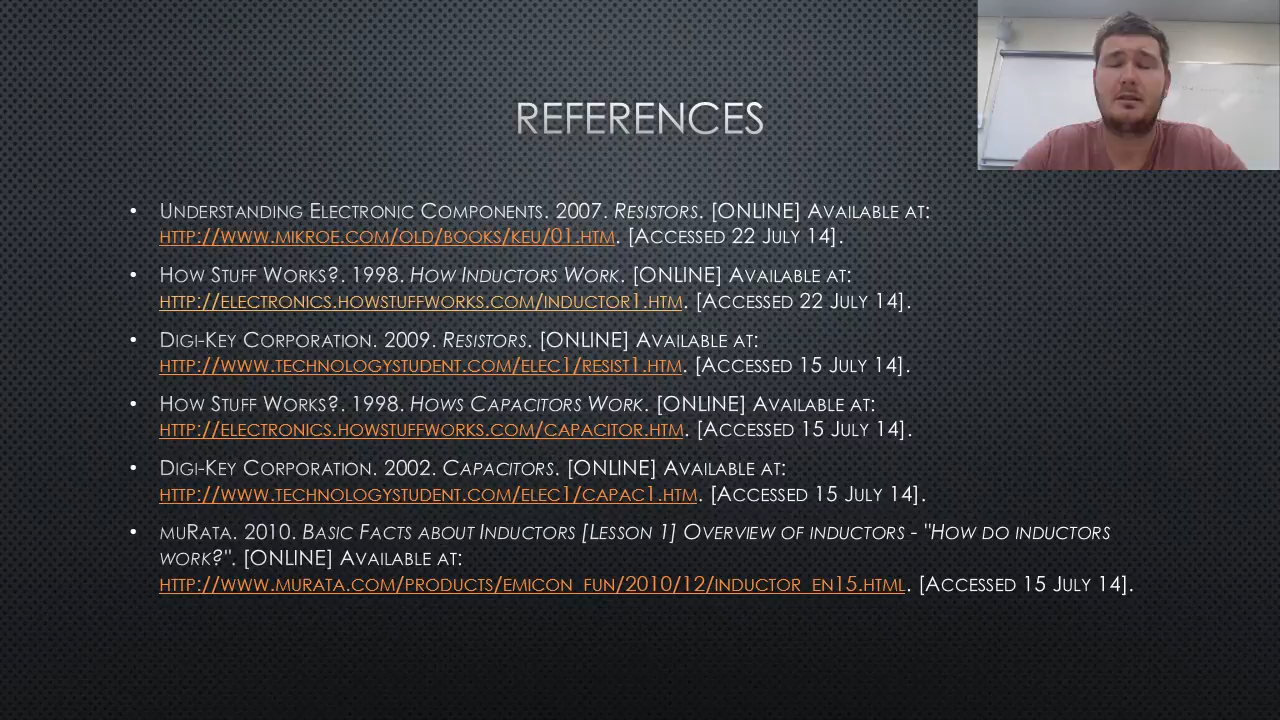 REFERENCES
• Understanding Electronic Components. 2007. Resistors. [ONLINE] Available at:
http://www.mikroe.com/old/books/keu/01.htm. [Accessed 22 July 14].
• How Stuff Works?. 1998. How Inductors Work. [ONLINE] Available at:
http://electronics.howstuffworks.com/inductor1.htm. [Accessed 22 July 14].
• Digi-Key Corporation. 2009. Resistors. [ONLINE] Available at:
http://www.technologystudent.com/elec1/resist1.htm. [Accessed 15 July 14].
• How Stuff Works?. 1998. Hows Capacitors Work. [ONLINE] Available at:
http://electronics.howstuffworks.com/capacitor.htm. [Accessed 15 July 14].
• Digi-Key Corporation. 2002. Capacitors. [ONLINE] Available at:
http://www.technologystudent.com/elec1/capac1.htm. [Accessed 15 July 14].
• muRata. 2010. Basic Facts about Inductors [Lesson 1] Overview of inductors - "How do inductors
work?". [ONLINE] Available at:
http://www.murata.com/products/emicon_fun/2010/12/inductor_en15.html. [Accessed 15 July 14].